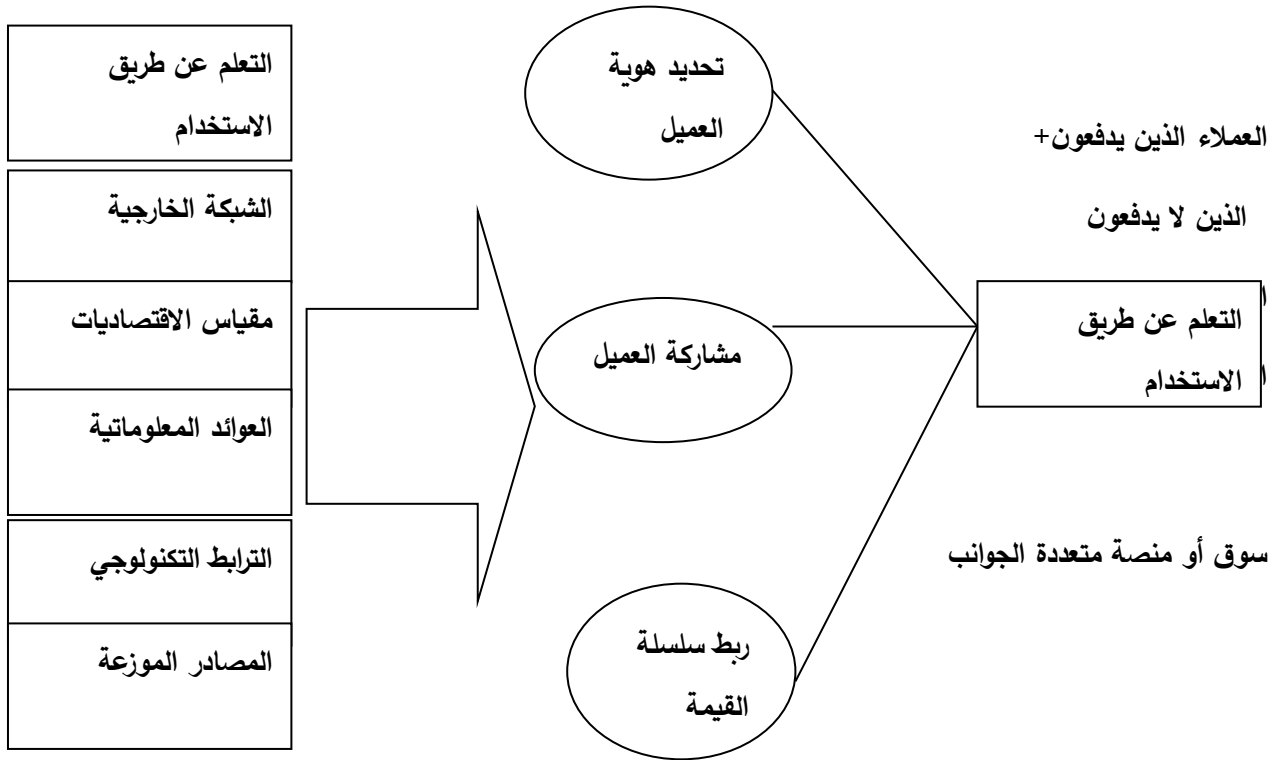 التعلم عن طريق
الاستخدام
الشبكة الخارجية
مقياس الاقتصاديات
العوائد المعلوماتية
الترابط التكنولوجي
المصادر الموزعة
تحديد هوية
العميل
مشاركة العميل
ربط سلسلة
القيمة
العملاء الذين يدفعون+
الذين لا يدفعون
التعلم عن طريق
الاستخدام
سوق أو منصة متعددة الجوانب